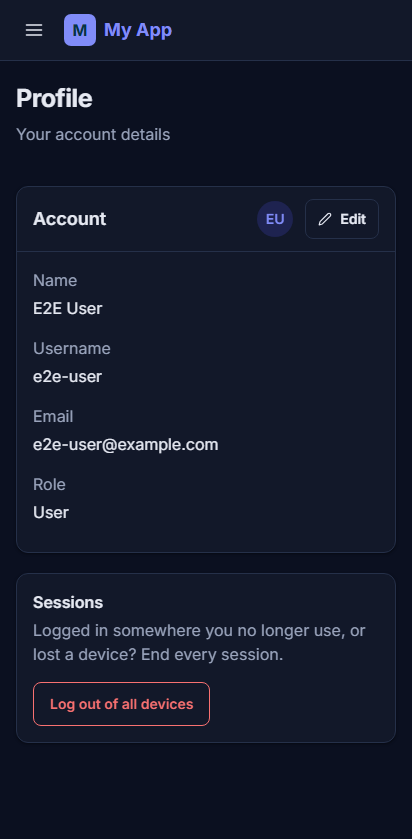 M My App
Profile
Your account details
Account EU Edit
Name
E2E User
Username
e2e-user
Email
e2e-user@example.com
Role
User
Sessions
Logged in somewhere you no longer use, or
lost a device? End every session.
Log out of all devices